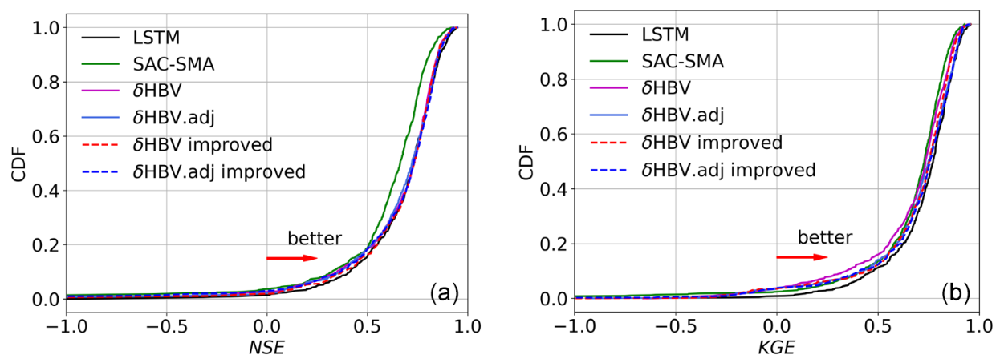 1.0
0.8
0.6
0.4
0.2
0.0
CDF
LSTM
SAC-SMA
δHBV
δHBV.adj
δHBV improved
δHBV.adj improved
better
(a)
−1.0 −0.5 0.0 0.5 1.0
NSE
1.0
0.8
0.6
0.4
0.2
0.0
CDF
LSTM
SAC-SMA
δHBV
δHBV.adj
δHBV improved
δHBV.adj improved
better
(b)
−1.0 −0.5 0.0 0.5 1.0
KGE